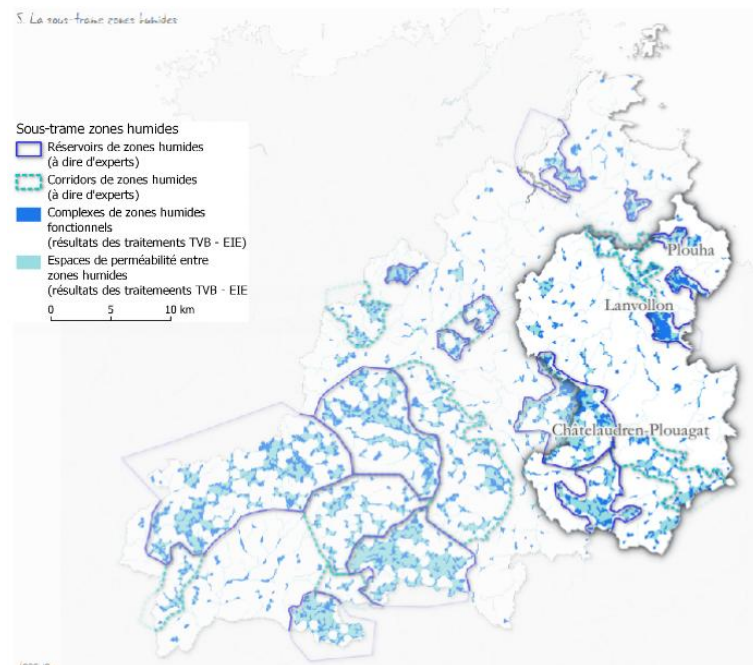 5. La sous-trame zones humides
Sous-trame zones humides
Réservoirs de zones humides
(à dire d'experts)
Corridors de zones humides
(à dire d'experts)
Complexes de zones humides
fonctionnels
(résultats des traitements TVB - EIE)
Espaces de perméabilité entre
zones humides
(résultats des traitemeents TVB - EIE
0 5 10 km
Plouha
Lanvollon
Châtelaudren-Plouagat